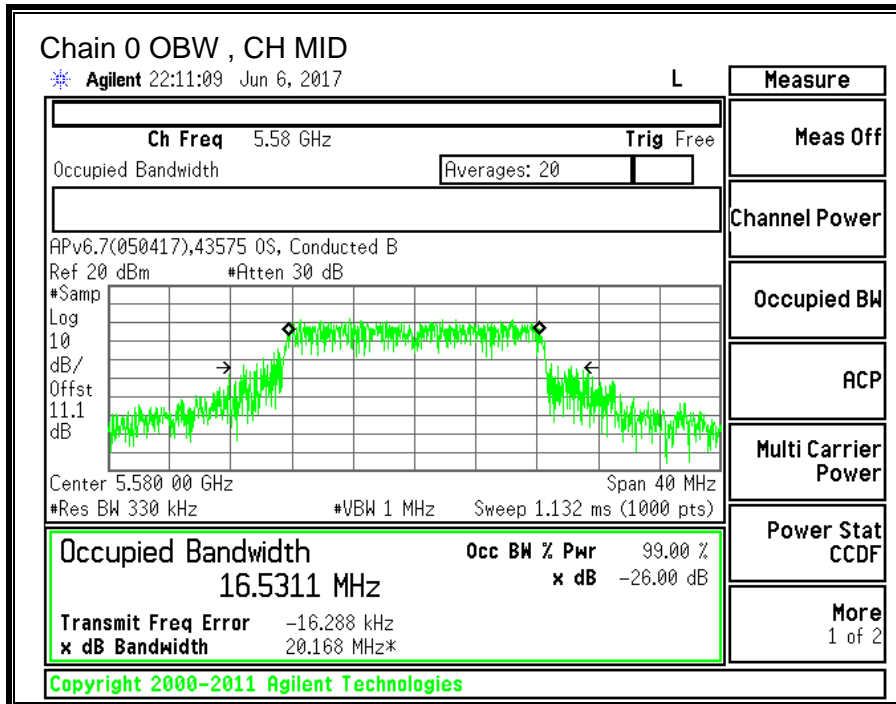 Chain 0 OBW , CH MID
Agilent 22:11:09 Jun 6, 2017 L
Measure
Ch Freq 5.58 GHz Trig Free
Meas Off
Occupied Bandwidth Averages: 20
Channel Power
APv6.7(050417),43575 OS, Conducted B
Ref 20 dBm #Atten 30 dB
#Samp
Log
10
dB/
Offst
11.1
dB
Occupied BW
ACP
Center 5.580 00 GHz Span 40 MHz
#Res BW 330 kHz #VBW 1 MHz Sweep 1.132 ms (1000 pts)
Multi Carrier
Power
Occupied Bandwidth Occ BW % Pwr 99.00 %
16.5311 MHz x dB -26.00 dB
Power Stat
CCDF
Transmit Freq Error -16.288 kHz
x dB Bandwidth 20.168 MHz*
More
1 of 2
Copyright 2000-2011 Agilent Technologies